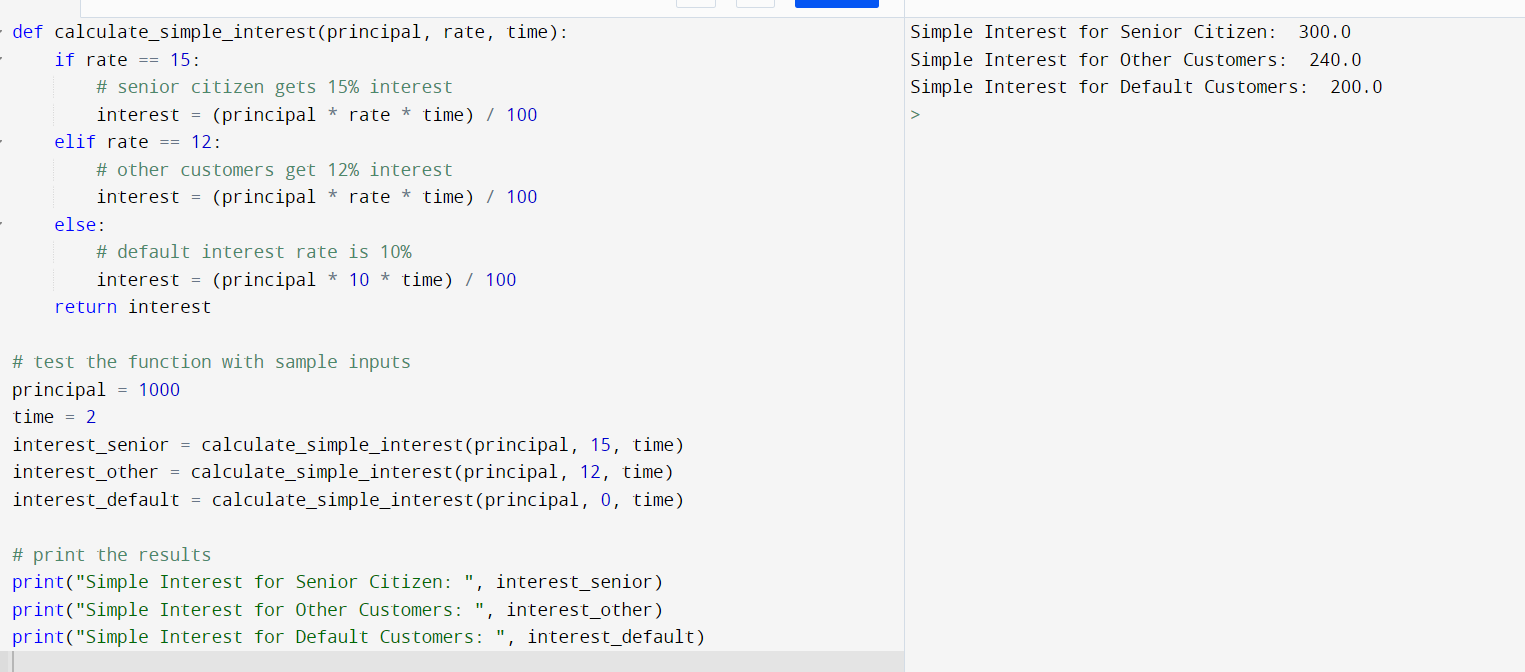 def calculate_simple_interest(principal, rate, time):
    if rate == 15:
        # senior citizen gets 15% interest
        interest = (principal * rate * time) / 100
    elif rate == 12:
        # other customers get 12% interest
        interest = (principal * rate * time) / 100
    else:
        # default interest rate is 10%
        interest = (principal * 10 * time) / 100
    return interest

# test the function with sample inputs
principal = 1000
time = 2
interest_senior = calculate_simple_interest(principal, 15, time)
interest_other = calculate_simple_interest(principal, 12, time)
interest_default = calculate_simple_interest(principal, 0, time)

# print the results
print("Simple Interest for Senior Citizen: ", interest_senior)
print("Simple Interest for Other Customers: ", interest_other)
print("Simple Interest for Default Customers: ", interest_default)
Simple Interest for Senior Citizen:  300.0
Simple Interest for Other Customers:  240.0
Simple Interest for Default Customers:  200.0
>